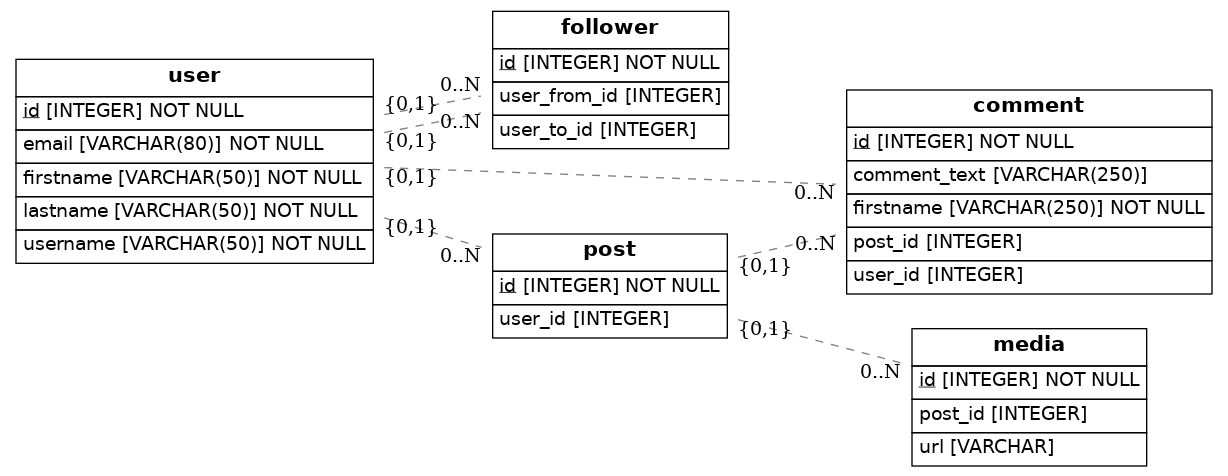 user
id [INTEGER] NOT NULL
email [VARCHAR(80)] NOT NULL
firstname [VARCHAR(50)] NOT NULL
lastname [VARCHAR(50)] NOT NULL
username [VARCHAR(50)] NOT NULL
follower
id [INTEGER] NOT NULL
user_from_id [INTEGER]
user_to_id [INTEGER]
0..N
{0,1}
0..N
{0,1}
{0,1}
0..N
{0,1}
0..N
post
id [INTEGER] NOT NULL
user_id [INTEGER]
0..N
{0,1}
{0,1}
0..N
comment
id [INTEGER] NOT NULL
comment_text [VARCHAR(250)]
firstname [VARCHAR(250)] NOT NULL
post_id [INTEGER]
user_id [INTEGER]
media
id [INTEGER] NOT NULL
post_id [INTEGER]
url [VARCHAR]